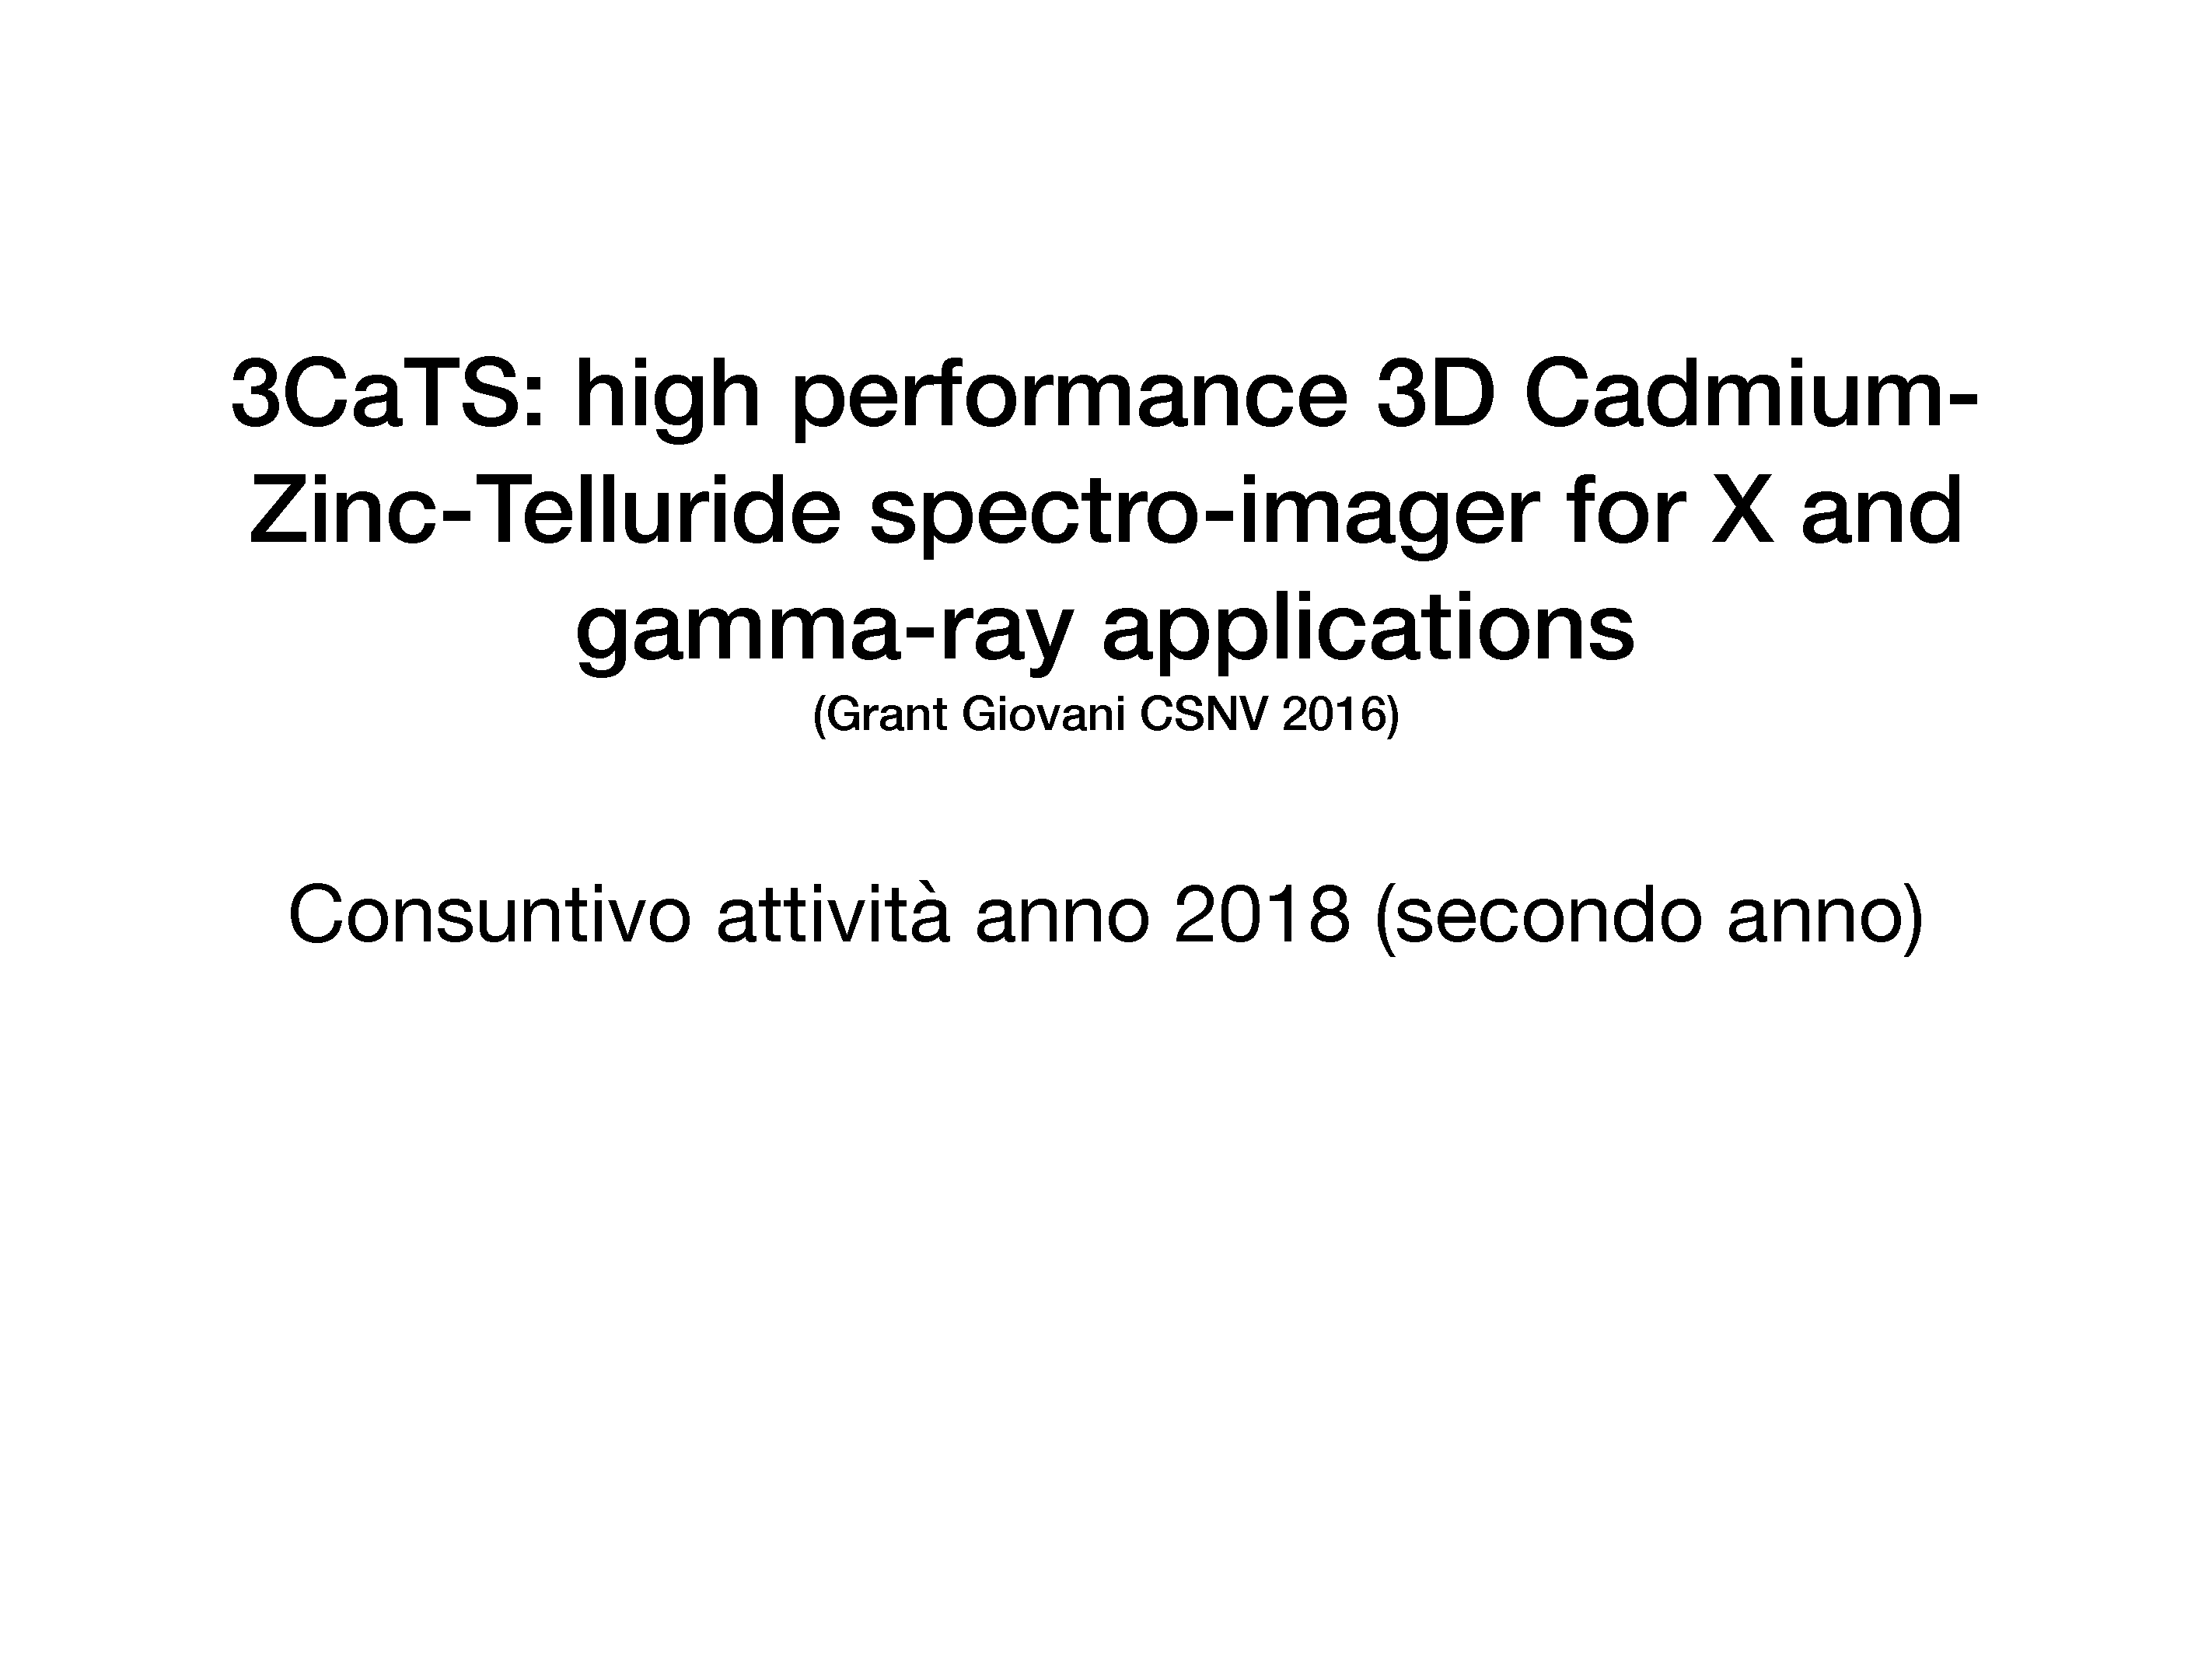 3CaTS: high performance 3D Cadmium-
Zinc-Telluride spectro-imager for X and
gamma-ray applications
(Grant Giovani CSNV 2016)
Consuntivo attività anno 2018 (secondo anno)